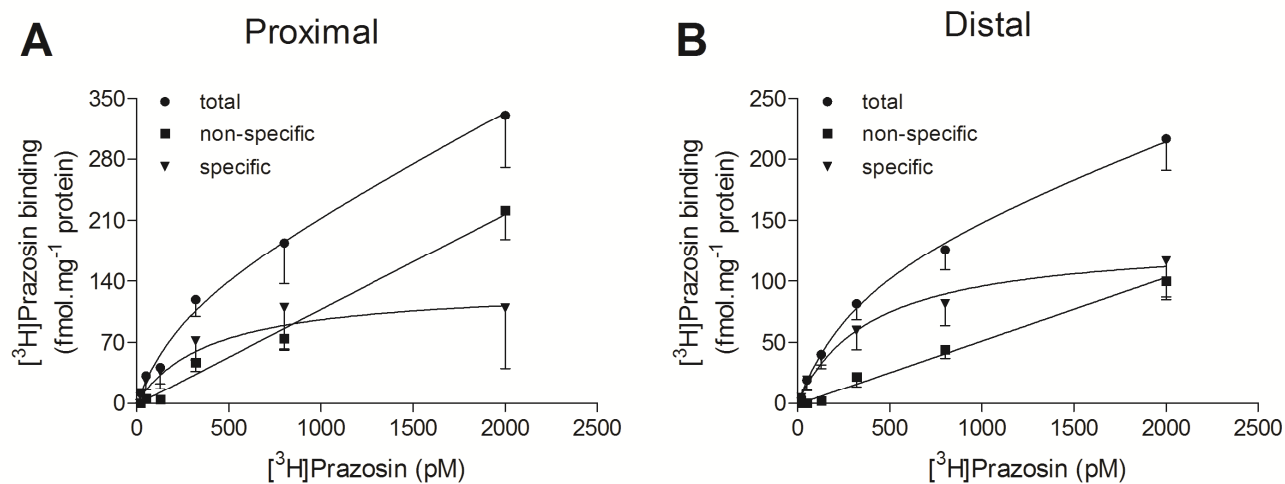 A
Proximal
350
280
210
140
70
0
total
non-specific
specific
[³H]Prazosin binding
(fmol.mg⁻¹ protein)
0 500 1000 1500 2000 2500
[³H]Prazosin (pM)
B
Distal
250
200
150
100
50
0
total
non-specific
specific
[³H]Prazosin binding
(fmol.mg⁻¹ protein)
0 500 1000 1500 2000 2500
[³H]Prazosin (pM)